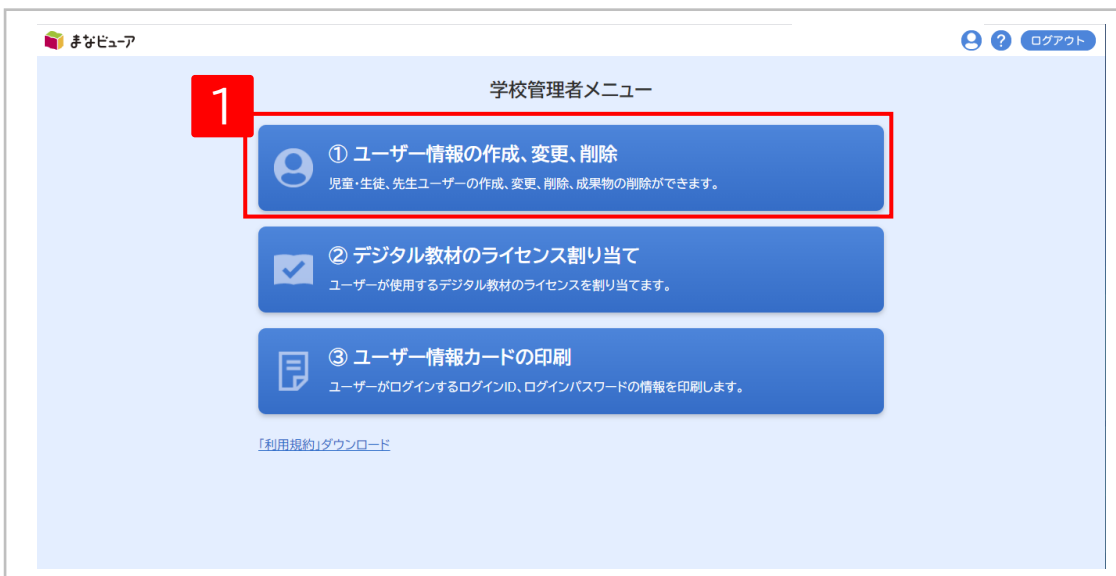 まなビューア
?
ログアウト
学校管理者メニュー
1
① ユーザー情報の作成、変更、削除
児童・生徒、先生ユーザーの作成、変更、削除、成果物の削除ができます。
② デジタル教材のライセンス割り当て
ユーザーが使用するデジタル教材のライセンスを割り当てます。
③ ユーザー情報カードの印刷
ユーザーがログインするログインID、ログインパスワードの情報を印刷します。
「利用規約」ダウンロード